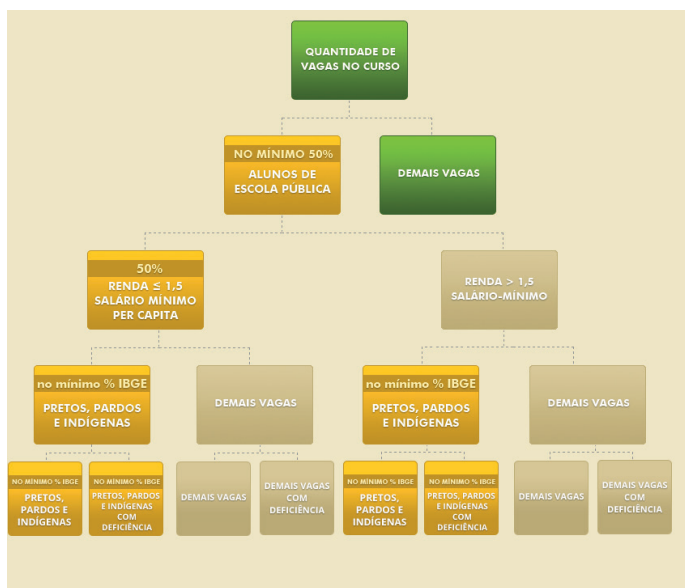 QUANTIDADE DE
VAGAS NO CURSO
NO MÍNIMO 50%
ALUNOS DE
ESCOLA PÚBLICA
DEMAIS VAGAS
50%
RENDA ≤ 1,5
SALÁRIO MÍNIMO
PER CAPITA
RENDA > 1,5
SALÁRIO-MÍNIMO
no mínimo % IBGE
PRETOS, PARDOS
E INDÍGENAS
DEMAIS VAGAS
no mínimo % IBGE
PRETOS, PARDOS
E INDÍGENAS
DEMAIS VAGAS
NO MÍNIMO % IBGE
PRETOS,
PARDOS E
INDÍGENAS
NO MÍNIMO % IBGE
PRETOS, PARDOS
E INDÍGENAS
COM
DEFICIÊNCIA
DEMAIS VAGAS
DEMAIS VAGAS
COM
DEFICIÊNCIA
NO MÍNIMO % IBGE
PRETOS,
PARDOS E
INDÍGENAS
NO MÍNIMO % IBGE
PRETOS, PARDOS
E INDÍGENAS
COM
DEFICIÊNCIA
DEMAIS VAGAS
DEMAIS VAGAS
COM
DEFICIÊNCIA